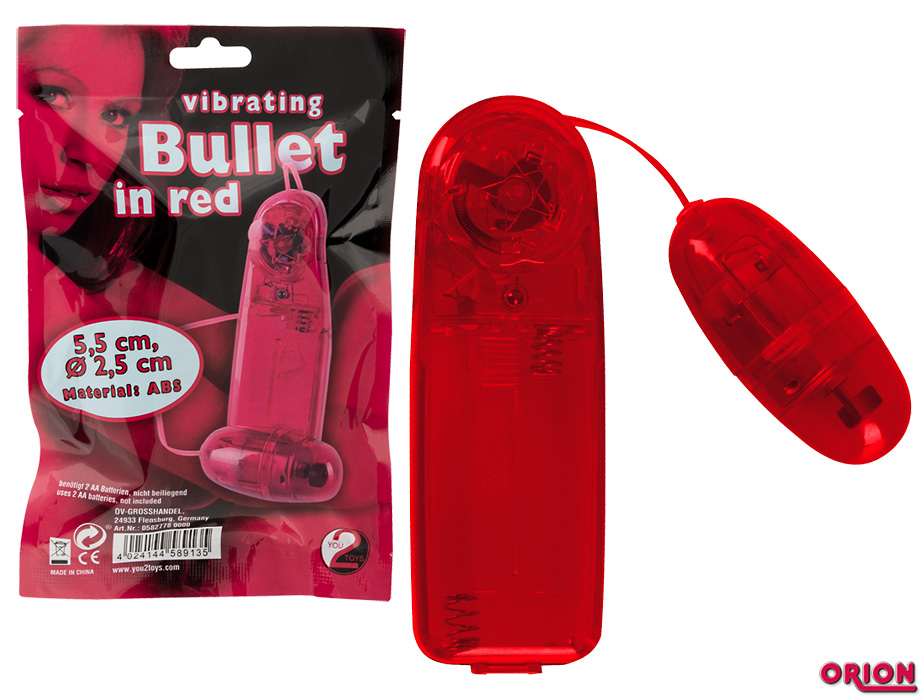 vibrating
Bullet
in red
5,5 cm,
Ø 2,5 cm
Material: ABS
benötigt 2 AA Batterien, nicht beiliegend
uses 2 AA batteries, not included
OV-GROSSHANDEL,
24933 Flensburg, Germany
Art.Nr.: 0582778 0000
4 024144 589135
MADE IN CHINA
www.you2toys.com
YOU
2
TOYS
CE
ORION